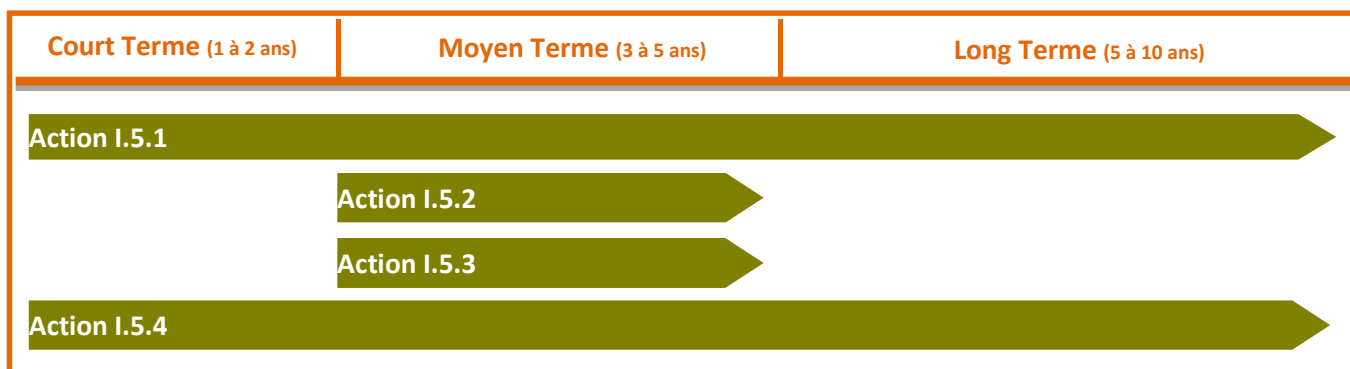 Court Terme (1 à 2 ans)
Moyen Terme (3 à 5 ans)
Long Terme (5 à 10 ans)
Action I.5.1
Action I.5.2
Action I.5.3
Action I.5.4